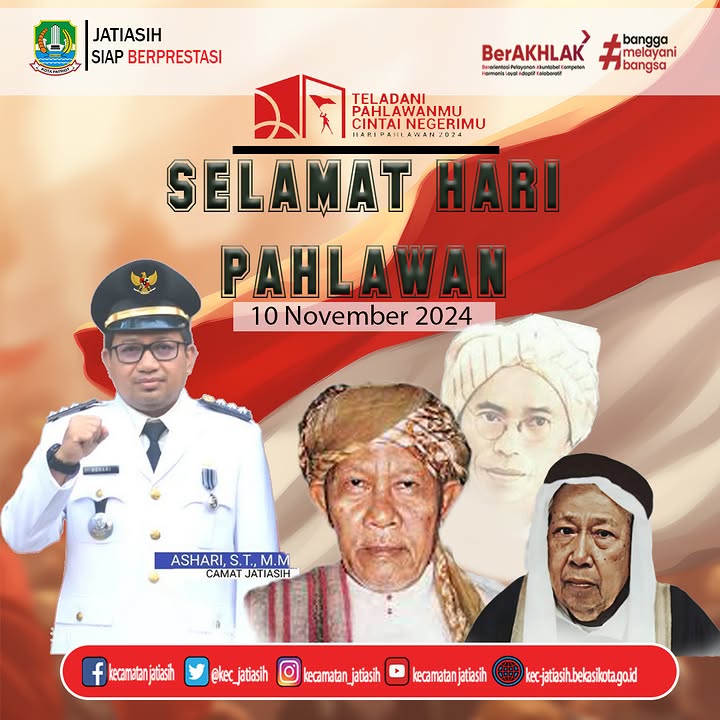 KOTA PATRIOT
JATIASIH
SIAP BERPRESTASI
BerAKHLAK
Berorientasi Pelayanan Akuntabel Kompeten
Harmonis Loyal Adaptif Kolaboratif
#bangga
melayani
bangsa
TELADANI
PAHLAWANMU
CINTAI NEGERIMU
HARI PAHLAWAN 2024
SELAMAT HARI
PAHLAWAN
10 November 2024
ASHARI
ASHARI, S.T., M.M
CAMAT JATIASIH
kecamatan jatiasih
@kec_jatiasih
kecamatan_jatiasih
kecamatan jatiasih
kec-jatiasih.bekasikota.go.id